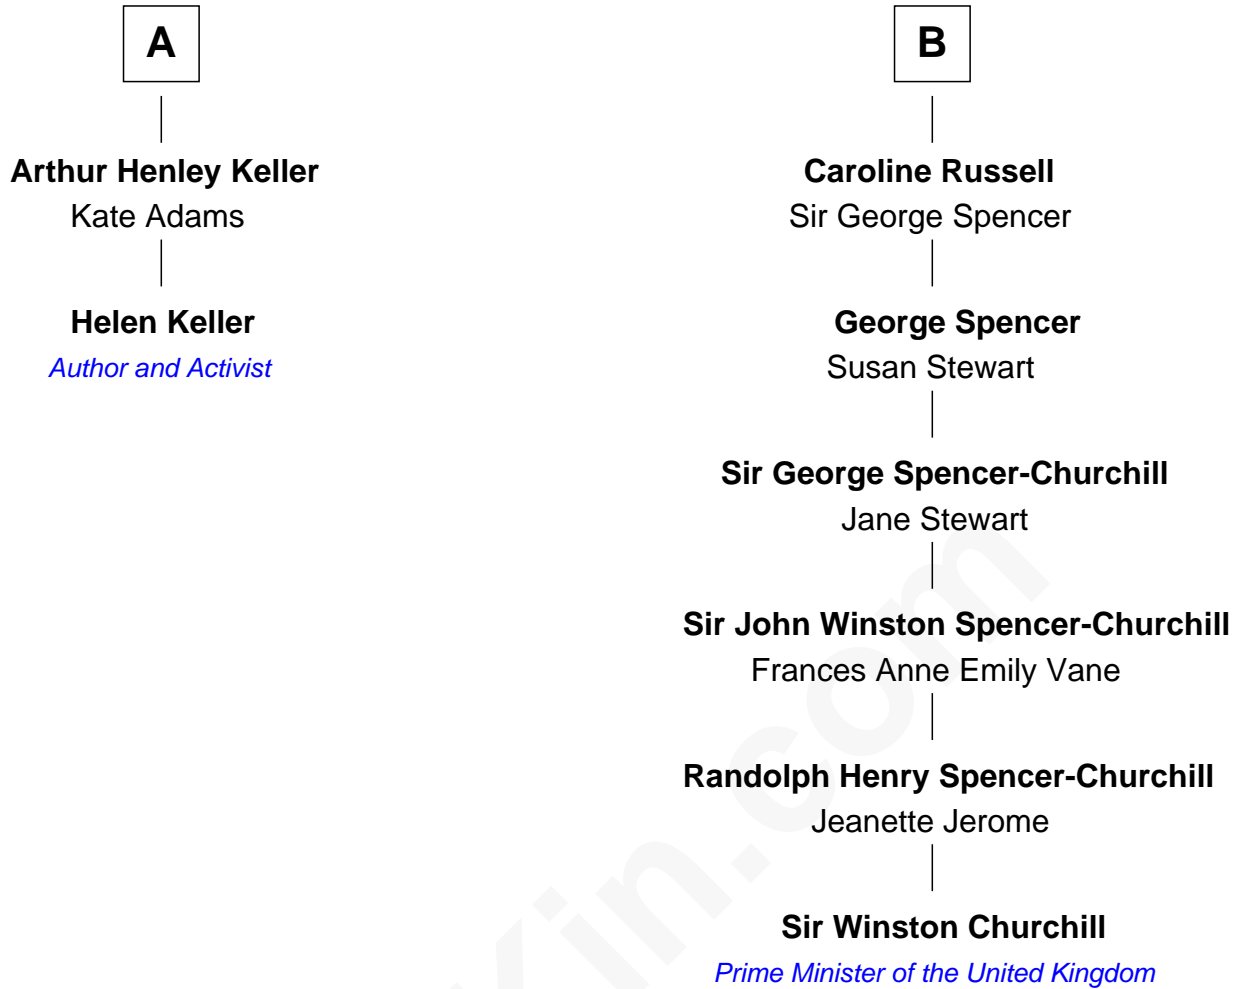 A
Arthur Henley Keller
Kate Adams
Helen Keller
Author and Activist
B
Caroline Russell
Sir George Spencer
George Spencer
Susan Stewart
Sir George Spencer-Churchill
Jane Stewart
Sir John Winston Spencer-Churchill
Frances Anne Emily Vane
Randolph Henry Spencer-Churchill
Jeanette Jerome
Sir Winston Churchill
Prime Minister of the United Kingdom
kin.com